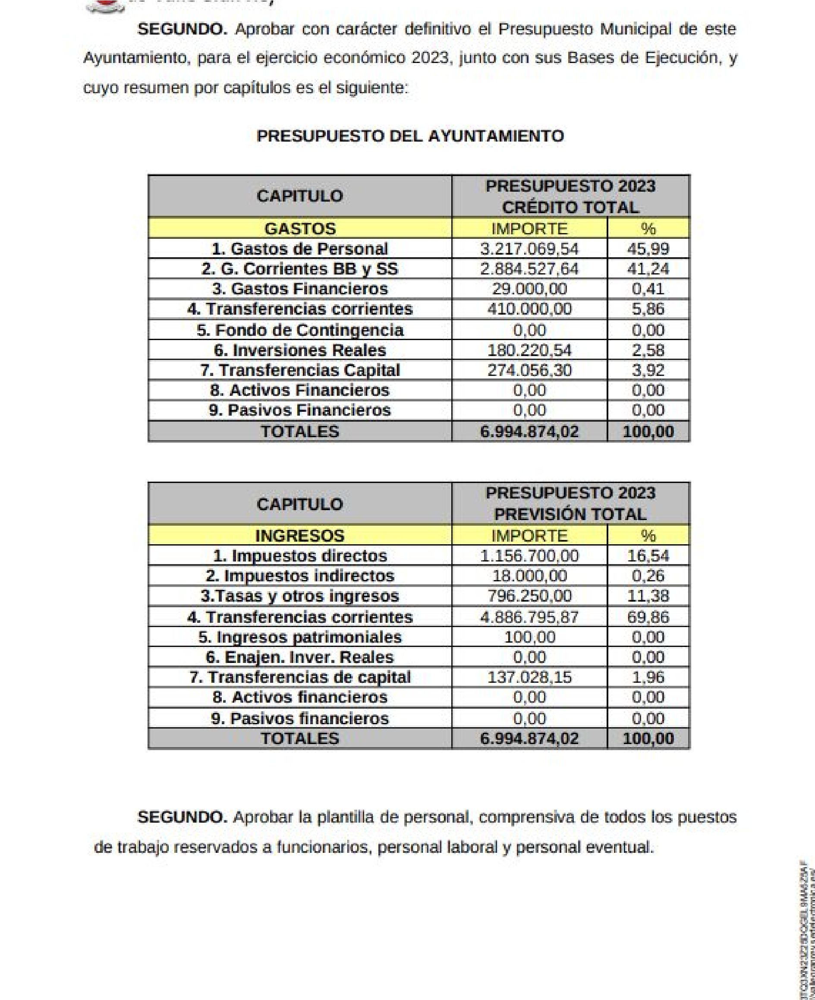 SEGUNDO. Aprobar con carácter definitivo el Presupuesto Municipal de este
Ayuntamiento, para el ejercicio económico 2023, junto con sus Bases de Ejecución, y
cuyo resumen por capítulos es el siguiente:
PRESUPUESTO DEL AYUNTAMIENTO
CAPITULO PRESUPUESTO 2023
CRÉDITO TOTAL
GASTOS IMPORTE %
1. Gastos de Personal 3.217.069,54 45,99
2. G. Corrientes BB y SS 2.884.527,64 41,24
3. Gastos Financieros 29.000,00 0,41
4. Transferencias corrientes 410.000,00 5,86
5. Fondo de Contingencia 0,00 0,00
6. Inversiones Reales 180.220,54 2,58
7. Transferencias Capital 274.056,30 3,92
8. Activos Financieros 0,00 0,00
9. Pasivos Financieros 0,00 0,00
TOTALES 6.994.874,02 100,00
CAPITULO PRESUPUESTO 2023
PREVISIÓN TOTAL
INGRESOS IMPORTE %
1. Impuestos directos 1.156.700,00 16,54
2. Impuestos indirectos 18.000,00 0,26
3.Tasas y otros ingresos 796.250,00 11,38
4. Transferencias corrientes 4.886.795,87 69,86
5. Ingresos patrimoniales 100,00 0,00
6. Enajen. Inver. Reales 0,00 0,00
7. Transferencias de capital 137.028,15 1,96
8. Activos financieros 0,00 0,00
9. Pasivos financieros 0,00 0,00
TOTALES 6.994.874,02 100,00
SEGUNDO. Aprobar la plantilla de personal, comprensiva de todos los puestos
de trabajo reservados a funcionarios, personal laboral y personal eventual.